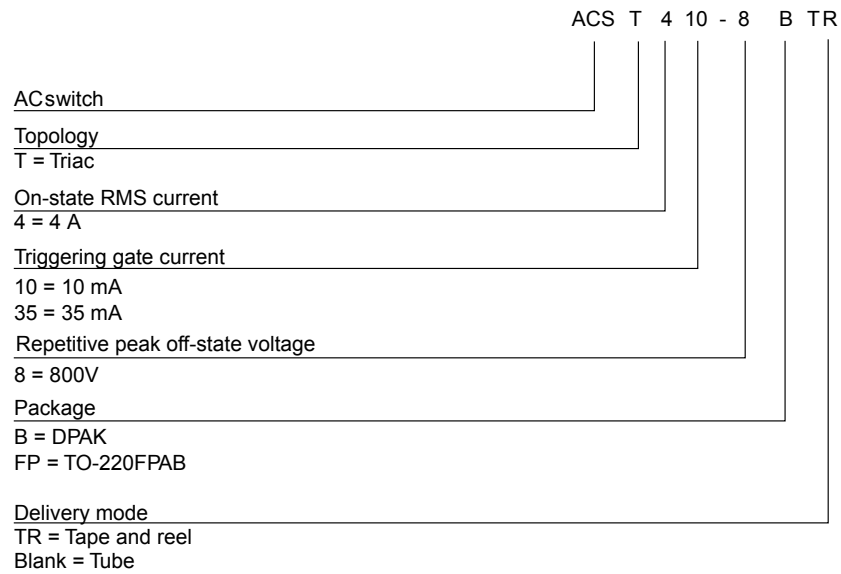 ACS T 4 10 - 8 B TR
ACswitch
Topology
T = Triac
On-state RMS current
4 = 4 A
Triggering gate current
10 = 10 mA
35 = 35 mA
Repetitive peak off-state voltage
8 = 800V
Package
B = DPAK
FP = TO-220FPAB
Delivery mode
TR = Tape and reel
Blank = Tube